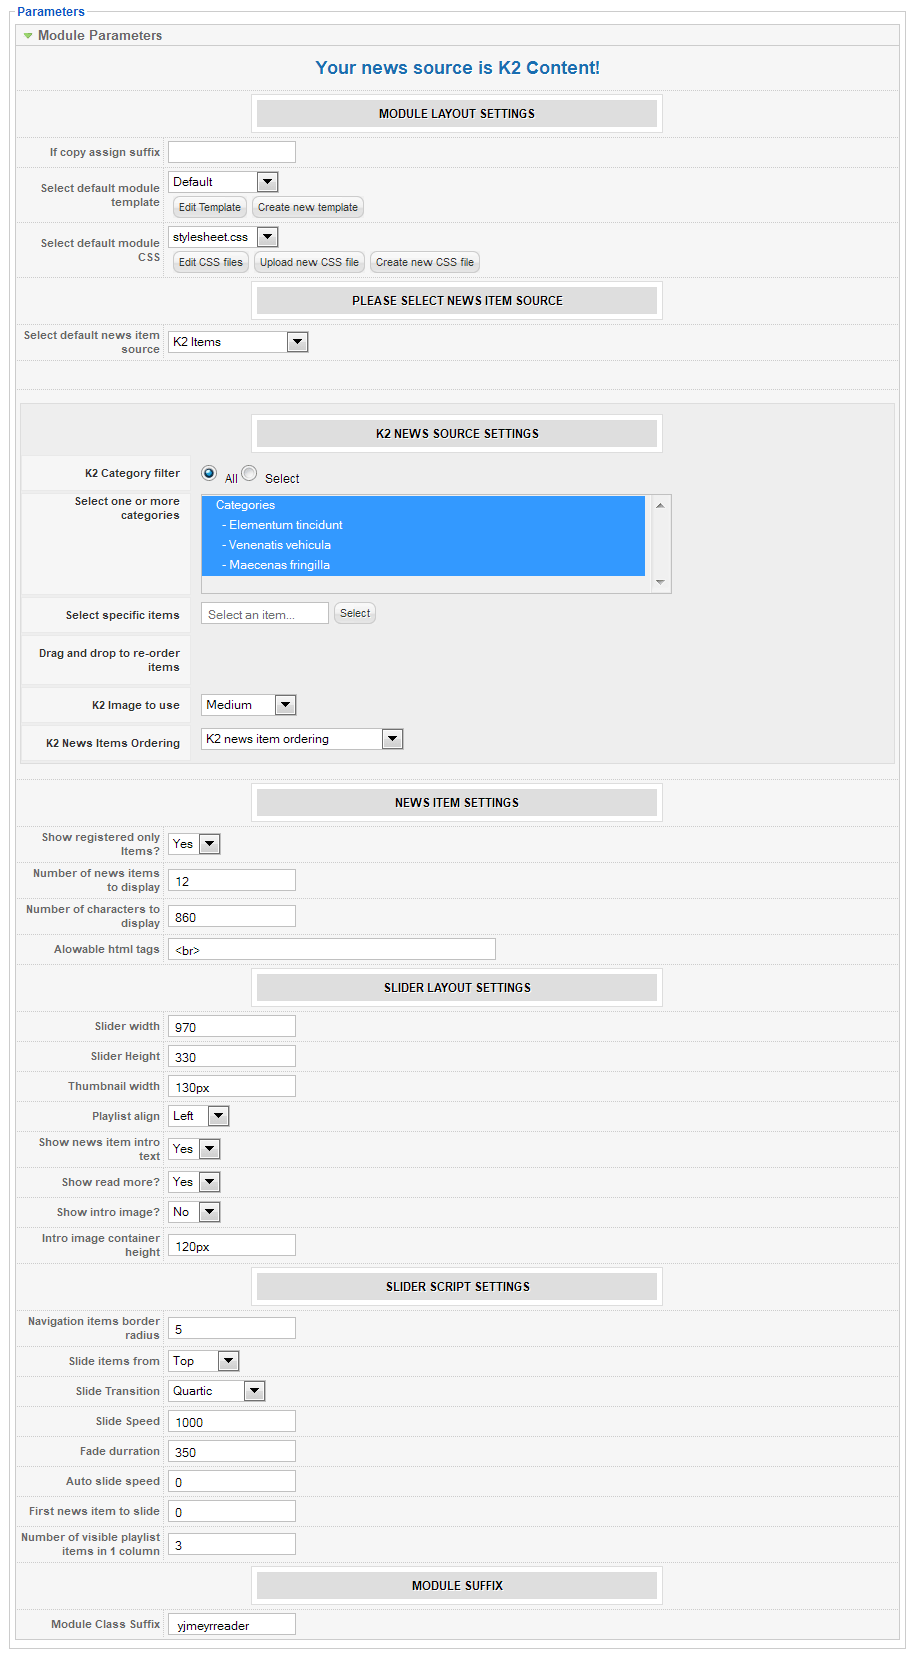 Parameters
Module Parameters
Your news source is K2 Content!
MODULE LAYOUT SETTINGS
If copy assign suffix
Select default module
template
Default
Edit Template Create new template
Select default module
CSS
stylesheet.css
Edit CSS files Upload new CSS file Create new CSS file
PLEASE SELECT NEWS ITEM SOURCE
Select default news item
source
K2 Items
K2 NEWS SOURCE SETTINGS
K2 Category filter All Select
Select one or more
categories
Categories
- Elementum tincidunt
- Venenatis vehicula
- Maecenas fringilla
Select specific items Select an item... Select
Drag and drop to re-order
items
K2 Image to use Medium
K2 News Items Ordering K2 news item ordering
NEWS ITEM SETTINGS
Show registered only
Items?
Yes
Number of news items
to display
12
Number of characters to
display
860
Alowable html tags <br>
SLIDER LAYOUT SETTINGS
Slider width 970
Slider Height 330
Thumbnail width 130px
Playlist align Left
Show news item intro
text
Yes
Show read more? Yes
Show intro image? No
Intro image container
height
120px
SLIDER SCRIPT SETTINGS
Navigation items border
radius
5
Slide items from Top
Slide Transition Quartic
Slide Speed 1000
Fade durration 350
Auto slide speed 0
First news item to slide 0
Number of visible playlist
items in 1 column
3
MODULE SUFFIX
Module Class Suffix yjmeyrreader